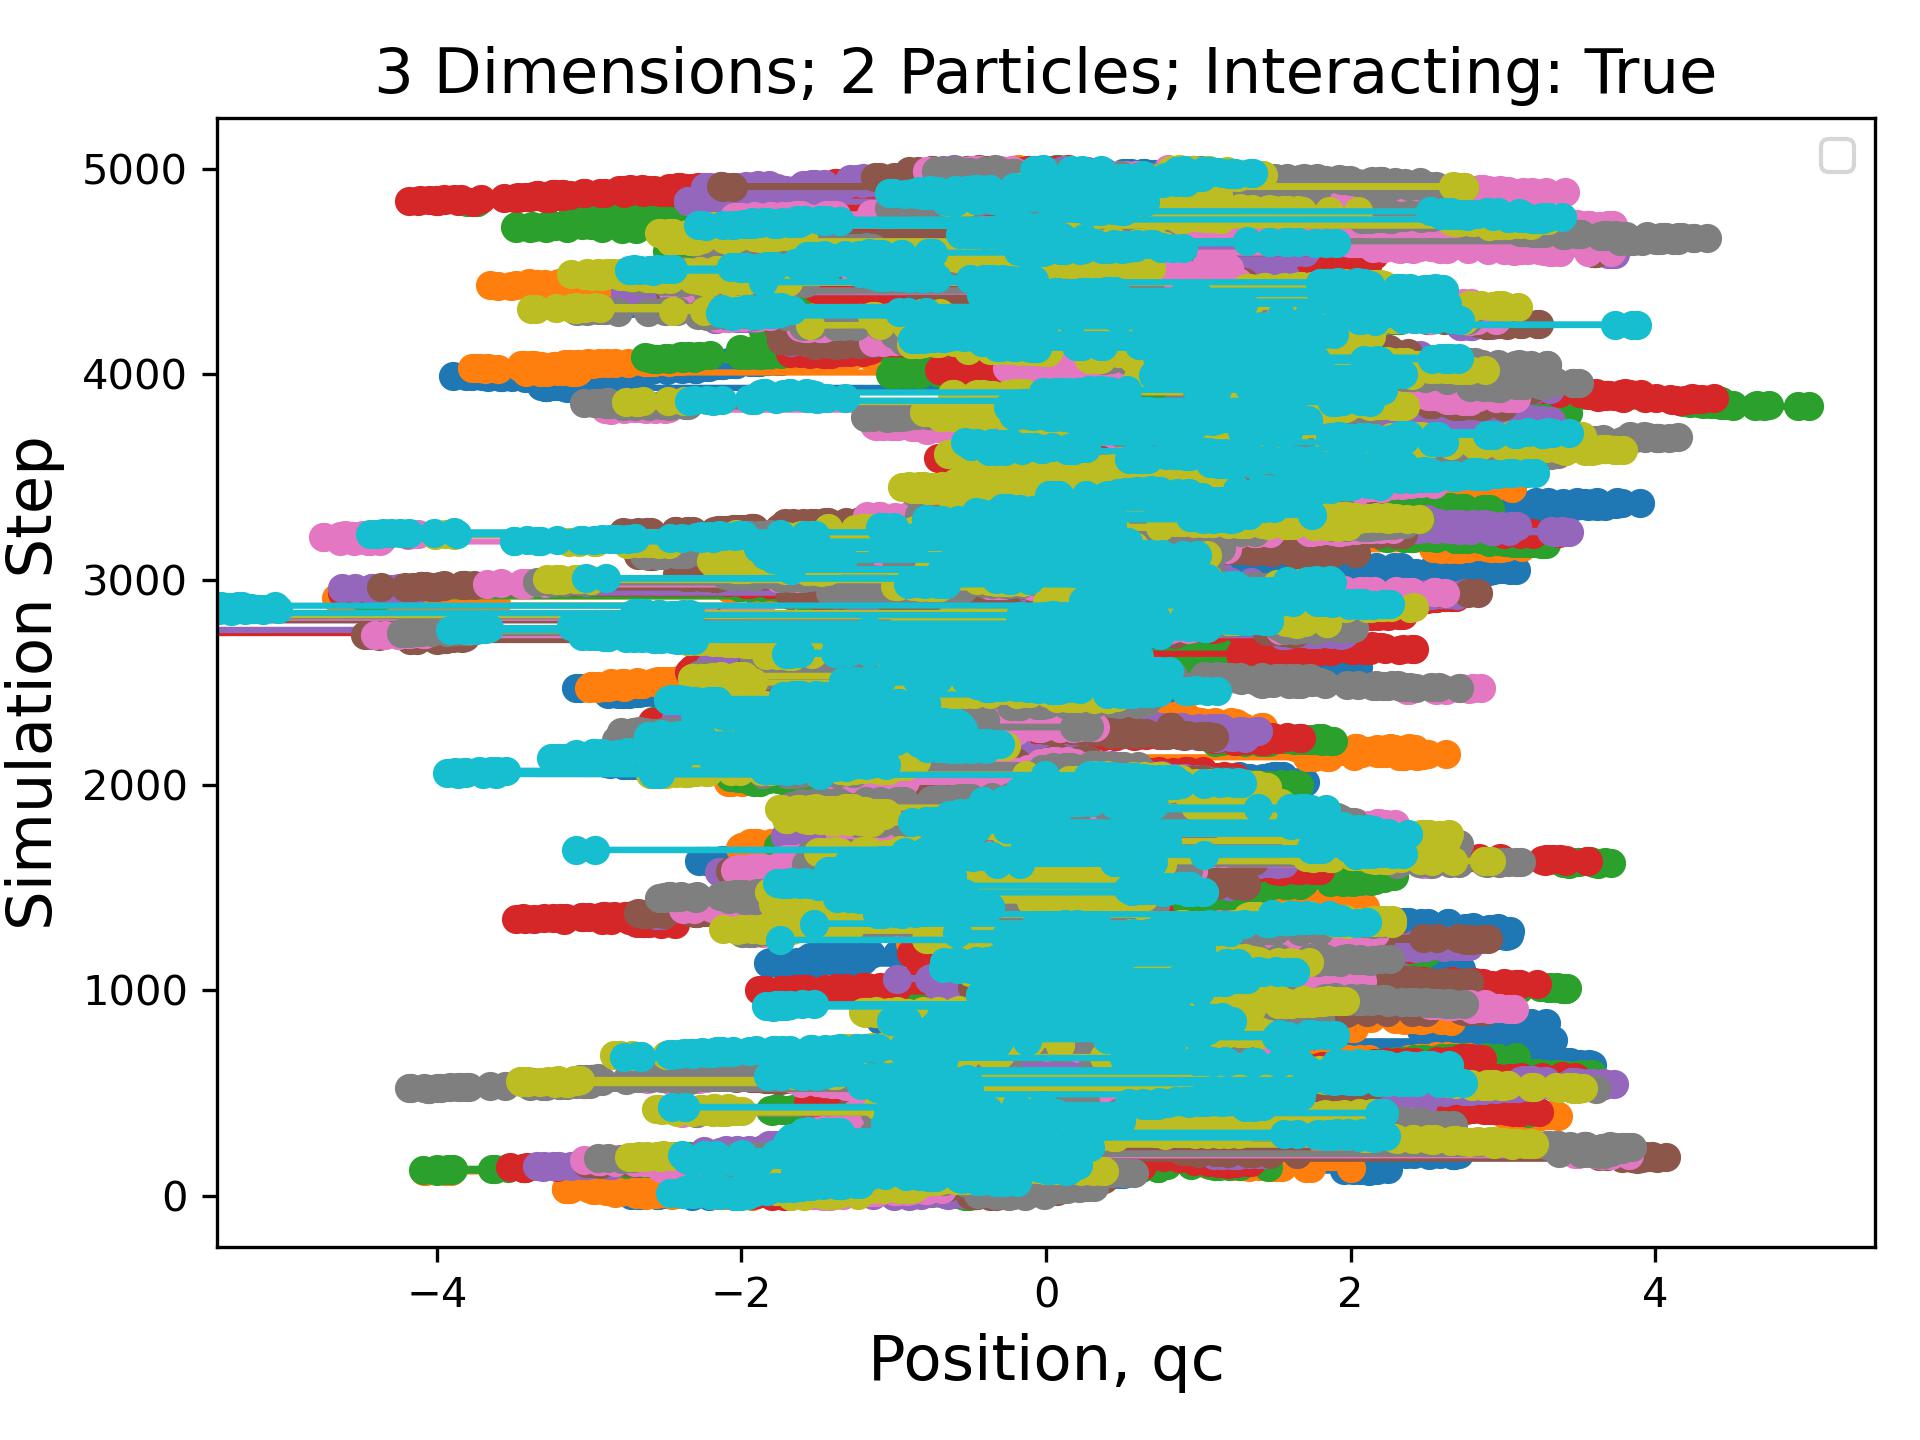 3 Dimensions; 2 Particles; Interacting: True
Simulation Step
5000
4000
3000
2000
1000
0
−4 −2 0 2 4
Position, qc